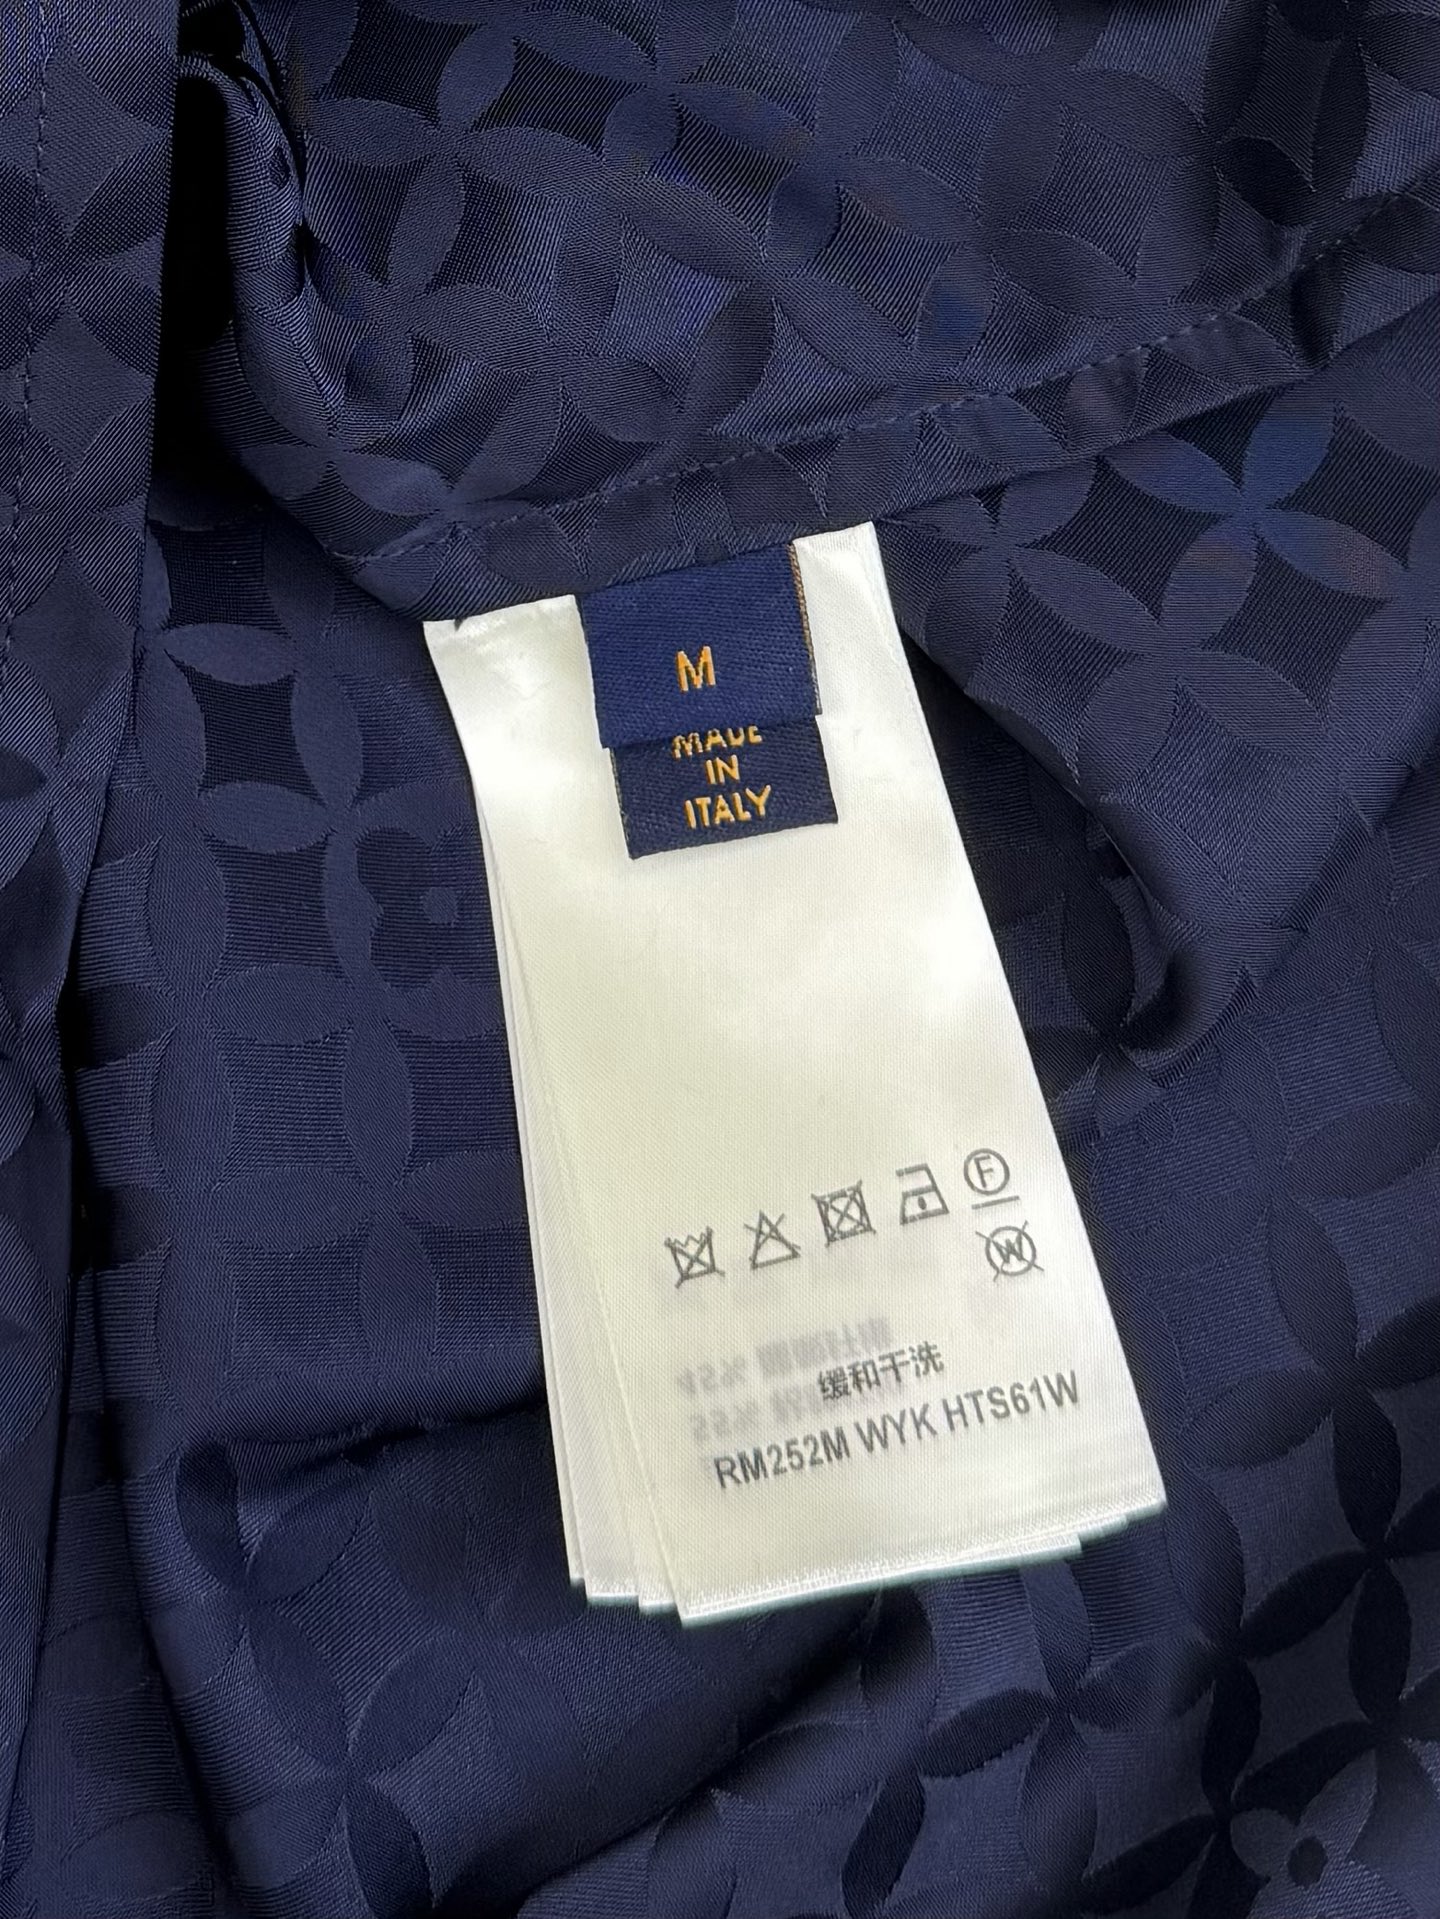 M
MADE
IN
ITALY
F
W
缓和干洗
RM252M WYK HTS61W